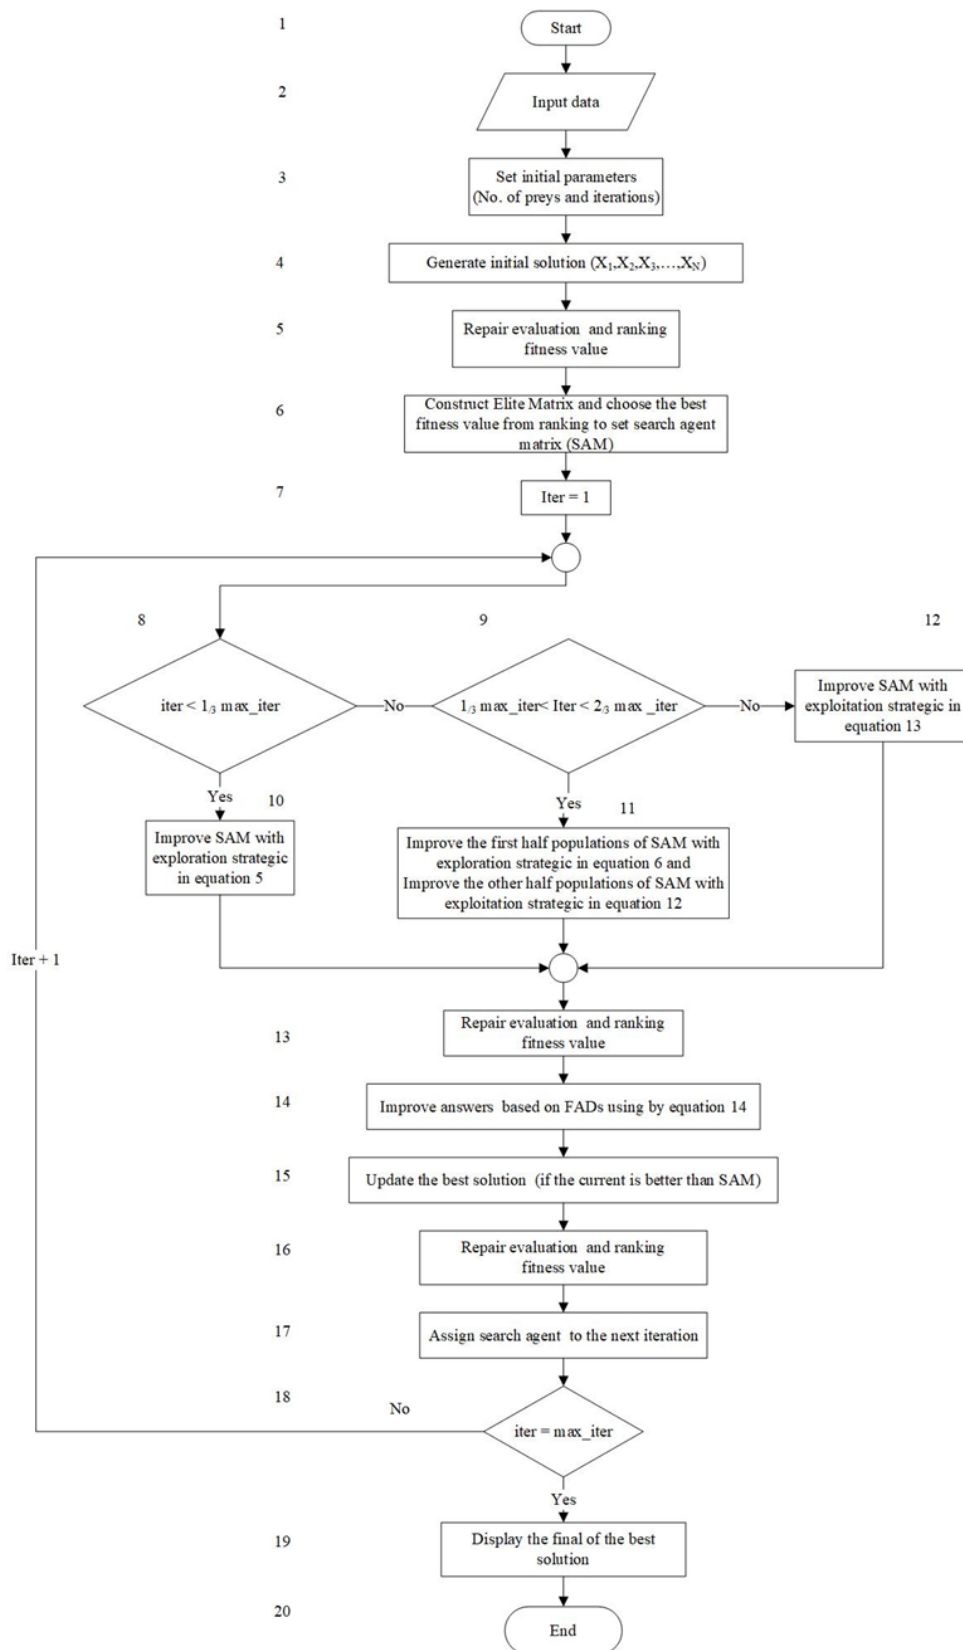 1
Start
2
Input data
3
Set initial parameters
(No. of preys and iterations)
4
Generate initial solution (X₁,X₂,X₃,…,X_N)
5
Repair evaluation and ranking
fitness value
6
Construct Elite Matrix and choose the best
fitness value from ranking to set search agent
matrix (SAM)
7
Iter = 1
8
9
12
iter < 1/3 max_iter
No
1/3 max_iter< Iter < 2/3 max _iter
No
Improve SAM with
exploitation strategic in
equation 13
Yes
10
Improve SAM with
exploration strategic
in equation 5
Yes
11
Improve the first half populations of SAM with
exploration strategic in equation 6 and
Improve the other half populations of SAM with
exploitation strategic in equation 12
Iter + 1
13
Repair evaluation and ranking
fitness value
14
Improve answers based on FADs using by equation 14
15
Update the best solution (if the current is better than SAM)
16
Repair evaluation and ranking
fitness value
17
Assign search agent to the next iteration
18
No
iter = max_iter
Yes
19
Display the final of the best
solution
20
End